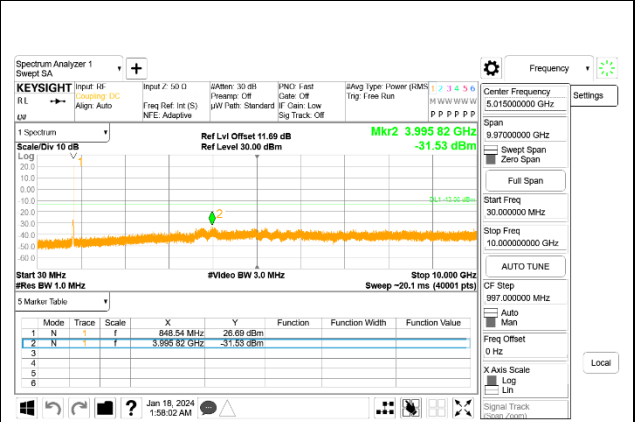 Spectrum Analyzer 1
Swept SA
Frequency
KEYSIGHT
Input: RF
Input Z: 50 Ω
#Atten: 30 dB
PNO: Fast
#Avg Type: Power (RMS
1 2 3 4 5 6
RL
Coupling: DC
Preamp: Off
Gate: Off
Trig: Free Run
M W W W W W
Align: Auto
Freq Ref: Int (S)
µW Path: Standard
IF Gain: Low
NFE: Adaptive
Sig Track: Off
P P P P P P
Center Frequency
5.015000000 GHz
Settings
Span
9.97000000 GHz
Swept Span
Zero Span
Full Span
Start Freq
30.000000 MHz
Stop Freq
10.000000000 GHz
AUTO TUNE
CF Step
997.000000 MHz
Auto
Man
Freq Offset
0 Hz
X Axis Scale
Log
Lin
Local
Signal Track
(Span Zoom)
1 Spectrum
Ref Lvl Offset 11.69 dB
Mkr2 3.995 82 GHz
Scale/Div 10 dB
Ref Level 30.00 dBm
-31.53 dBm
Log
20.0
10.0
0.00
10.0
DL1 -13.00 dBm
20.0
2
30.0
40.0
50.0
-60.0
Start 30 MHz
#Video BW 3.0 MHz
Stop 10.000 GHz
#Res BW 1.0 MHz
Sweep ~20.1 ms (40001 pts)
5 Marker Table
Mode Trace Scale X Y Function Function Width Function Value
1 N 1 f 848.54 MHz 26.69 dBm
2 N 1 f 3.995 82 GHz -31.53 dBm
3
4
5
6
Jan 18, 2024
1:58:02 AM